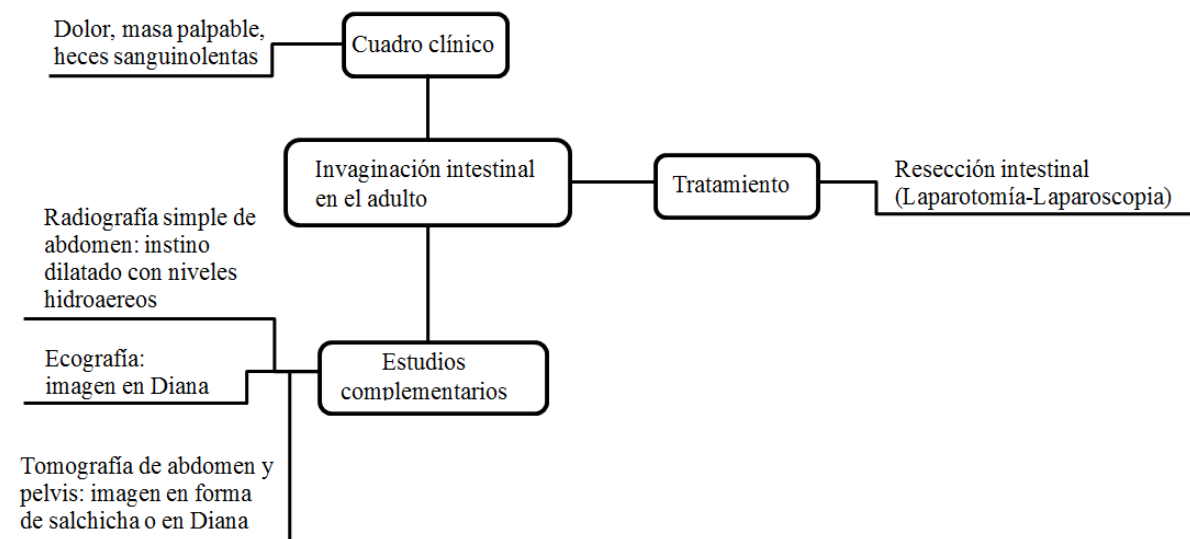 Dolor, masa palpable,
heces sanguinolentas
Cuadro clínico
Invaginación intestinal
en el adulto
Tratamiento
Resección intestinal
(Laparotomía-Laparoscopia)
Radiografía simple de
abdomen: instino
dilatado con niveles
hidroaereos
Ecografía:
imagen en Diana
Estudios
complementarios
Tomografía de abdomen y
pelvis: imagen en forma
de salchicha o en Diana